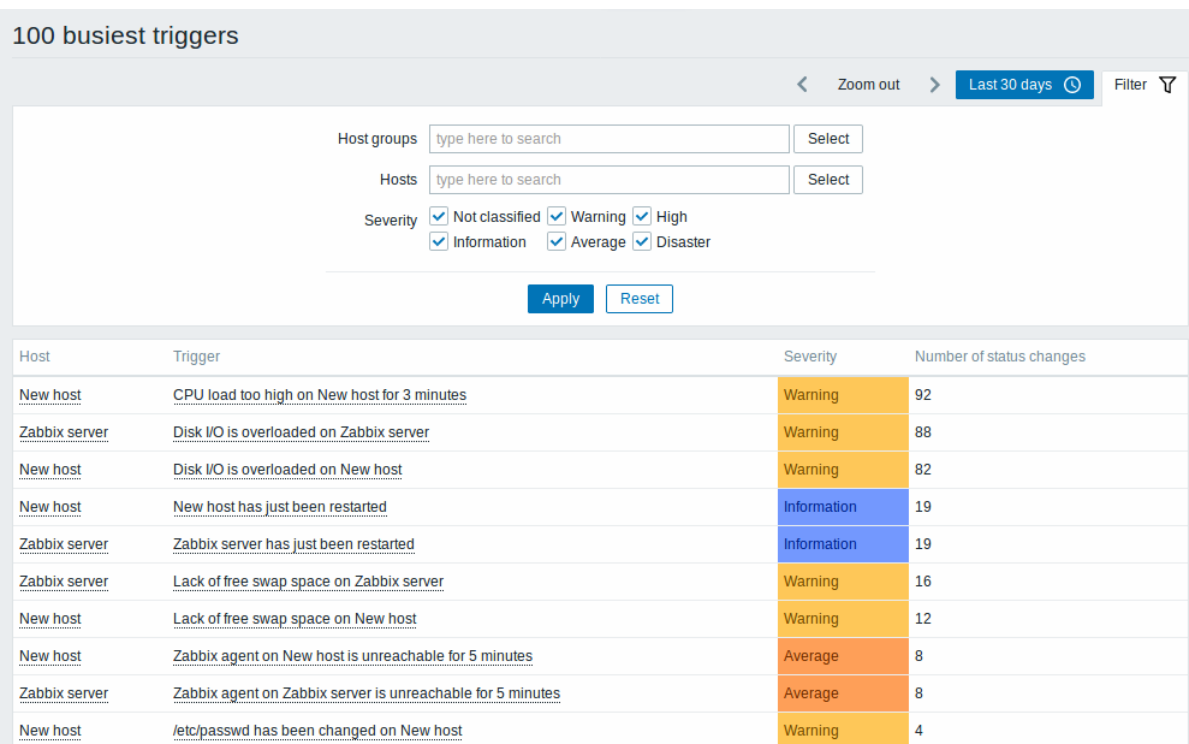 100 busiest triggers
Zoom out Last 30 days Filter
Host groups type here to search Select
Hosts type here to search Select
Severity Not classified Warning High
Information Average Disaster
Apply Reset
Host Trigger Severity Number of status changes
New host CPU load too high on New host for 3 minutes Warning 92
Zabbix server Disk I/O is overloaded on Zabbix server Warning 88
New host Disk I/O is overloaded on New host Warning 82
New host New host has just been restarted Information 19
Zabbix server Zabbix server has just been restarted Information 19
Zabbix server Lack of free swap space on Zabbix server Warning 16
New host Lack of free swap space on New host Warning 12
New host Zabbix agent on New host is unreachable for 5 minutes Average 8
Zabbix server Zabbix agent on Zabbix server is unreachable for 5 minutes Average 8
New host /etc/passwd has been changed on New host Warning 4